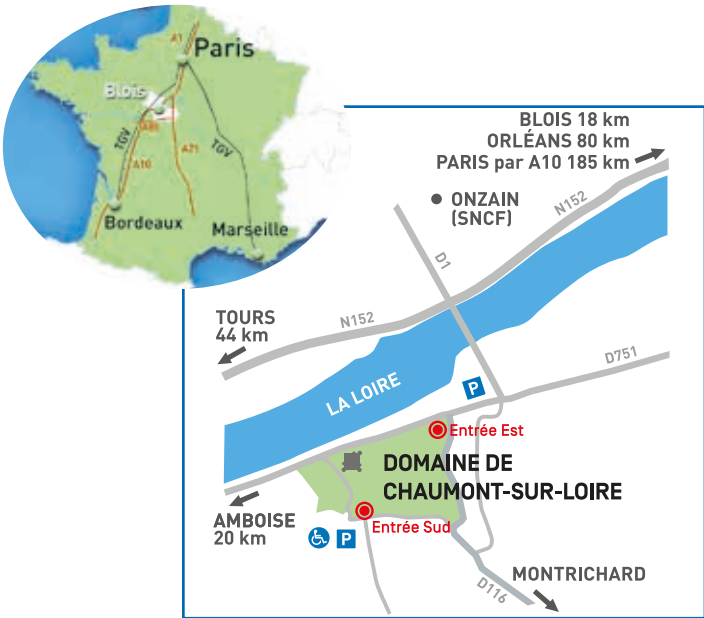 A1
Paris
Blois
A85
TGV
A10
A71
TGV
Bordeaux
Marseille
BLOIS 18 km
ORLÉANS 80 km
PARIS par A10 185 km
ONZAIN
(SNCF)
N152
D1
TOURS
44 km
N152
D751
LA LOIRE
P
Entrée Est
DOMAINE DE
CHAUMONT-SUR-LOIRE
AMBOISE
20 km
Entrée Sud
P
MONTRICHARD
D116